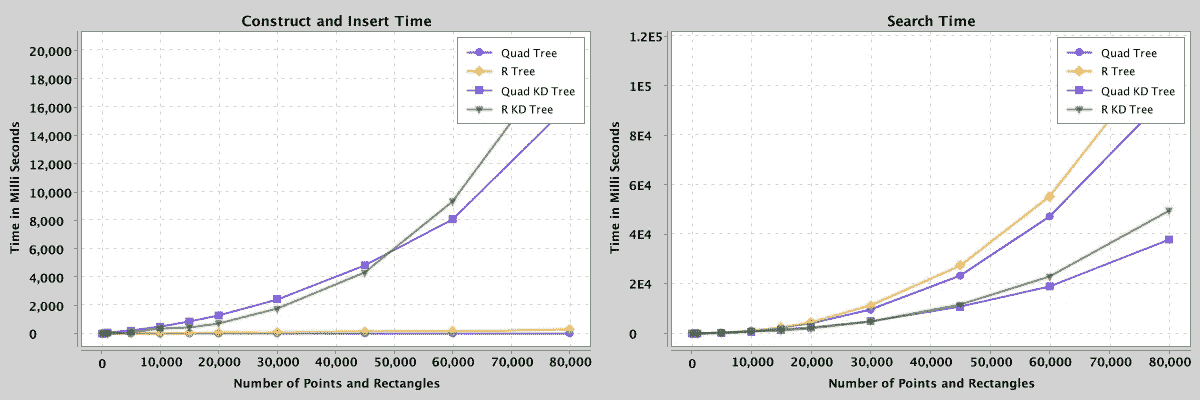 Construct and Insert Time
Time in Milli Seconds
20,000
18,000
16,000
14,000
12,000
10,000
8,000
6,000
4,000
2,000
0
Quad Tree
R Tree
Quad KD Tree
R KD Tree
0 10,000 20,000 30,000 40,000 50,000 60,000 70,000 80,000
Number of Points and Rectangles
Search Time
Time in Milli Seconds
1.2E5
1E5
8E4
6E4
4E4
2E4
0
Quad Tree
R Tree
Quad KD Tree
R KD Tree
0 10,000 20,000 30,000 40,000 50,000 60,000 70,000 80,000
Number of Points and Rectangles